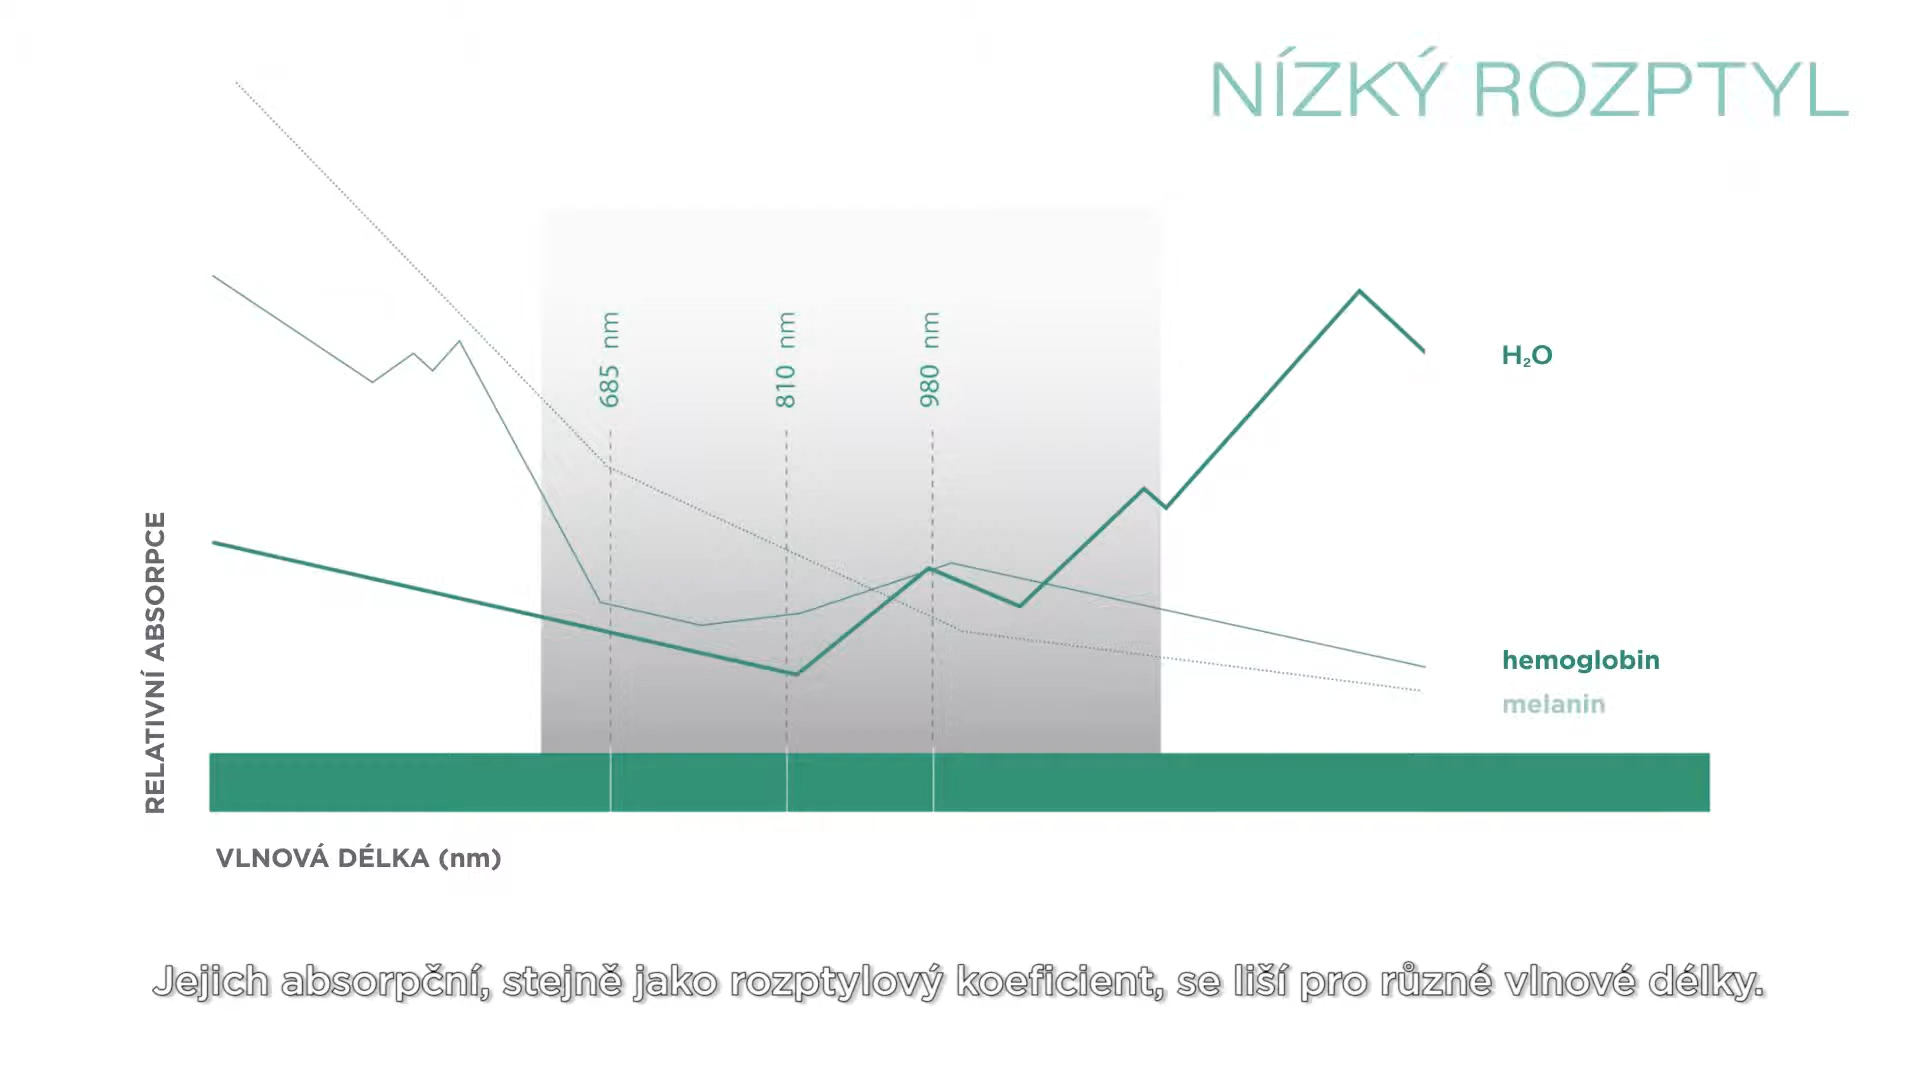 NÍZKÝ ROZPTYL
685 nm
810 nm
980 nm
H₂O
hemoglobin
melanin
RELATIVNÍ ABSORPCE
VLNOVÁ DÉLKA (nm)
Jejich absorpční, stejně jako rozptylový koeficient, se liší pro různé vlnové délky.